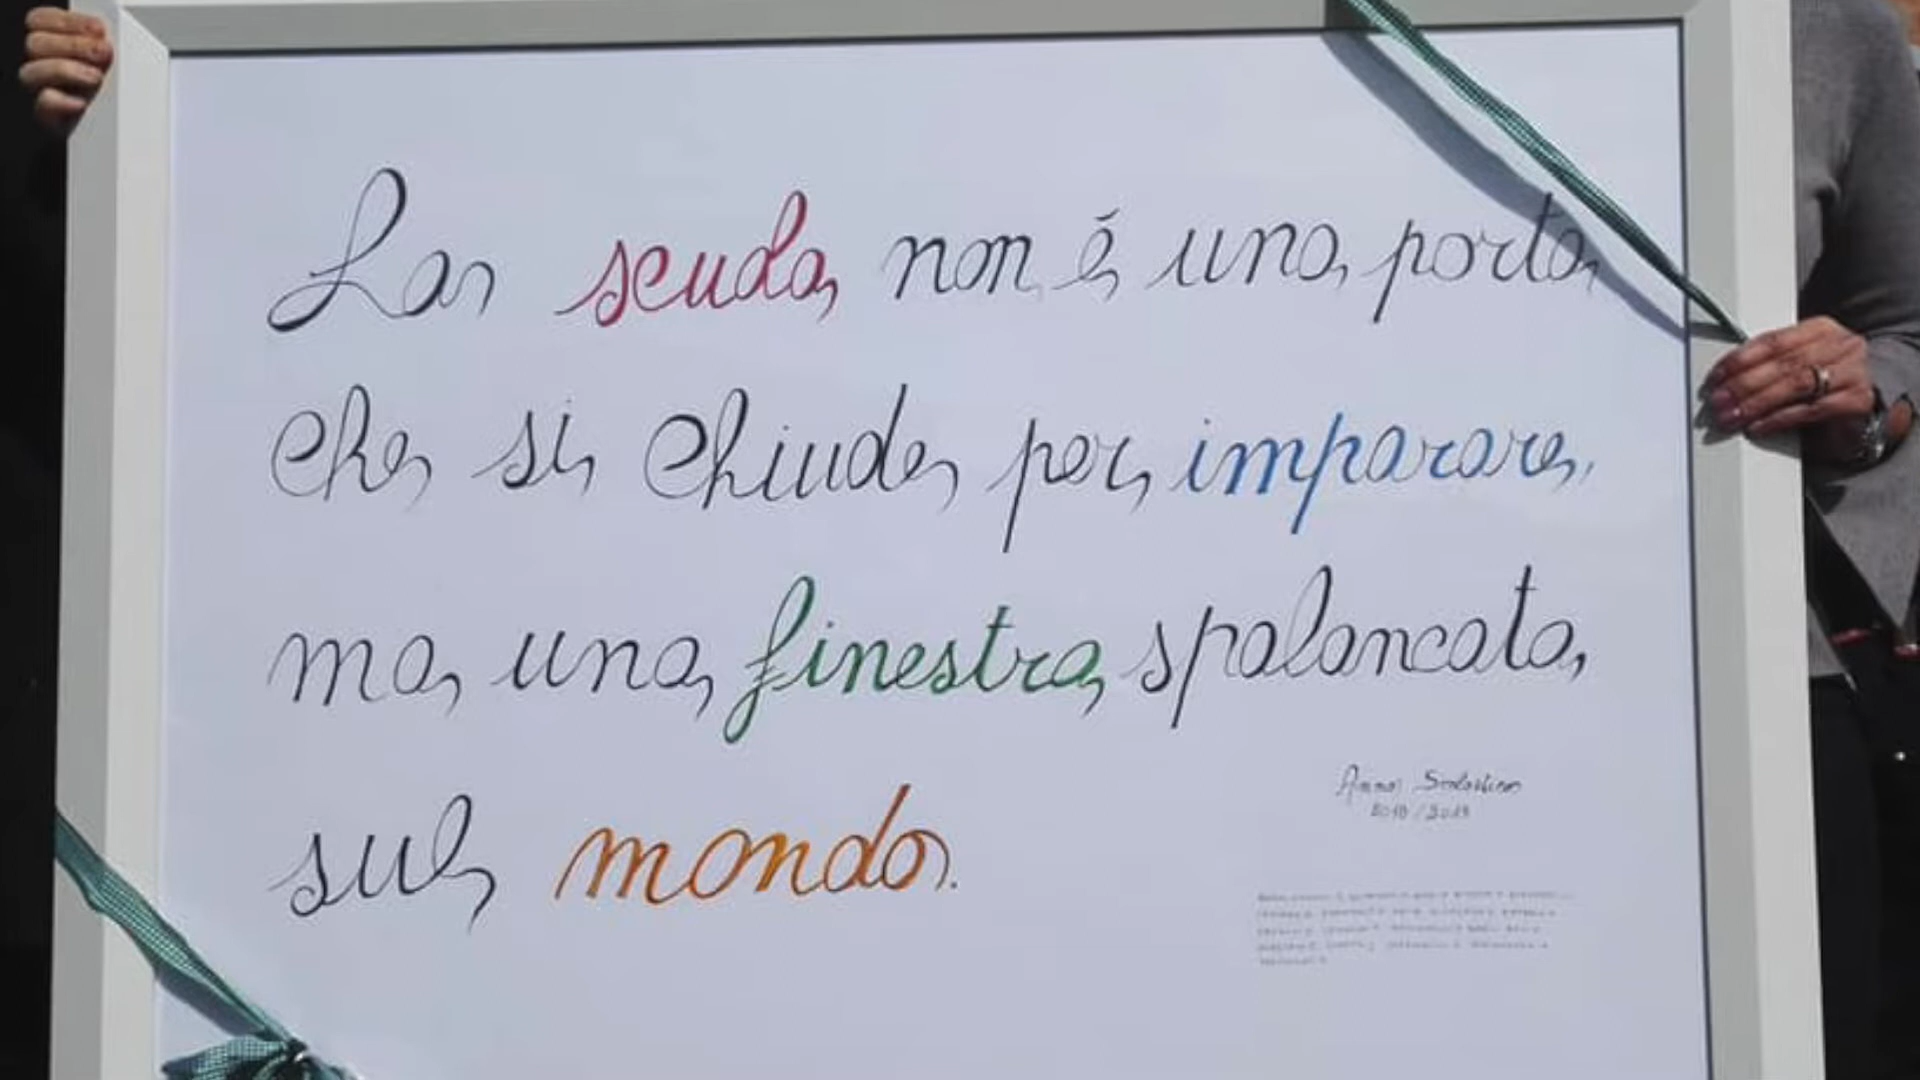 La scuola non è una porta
che si chiude per imparare,
ma una finestra spalancata
sul mondo.
Anno Scolastico
2018/2019